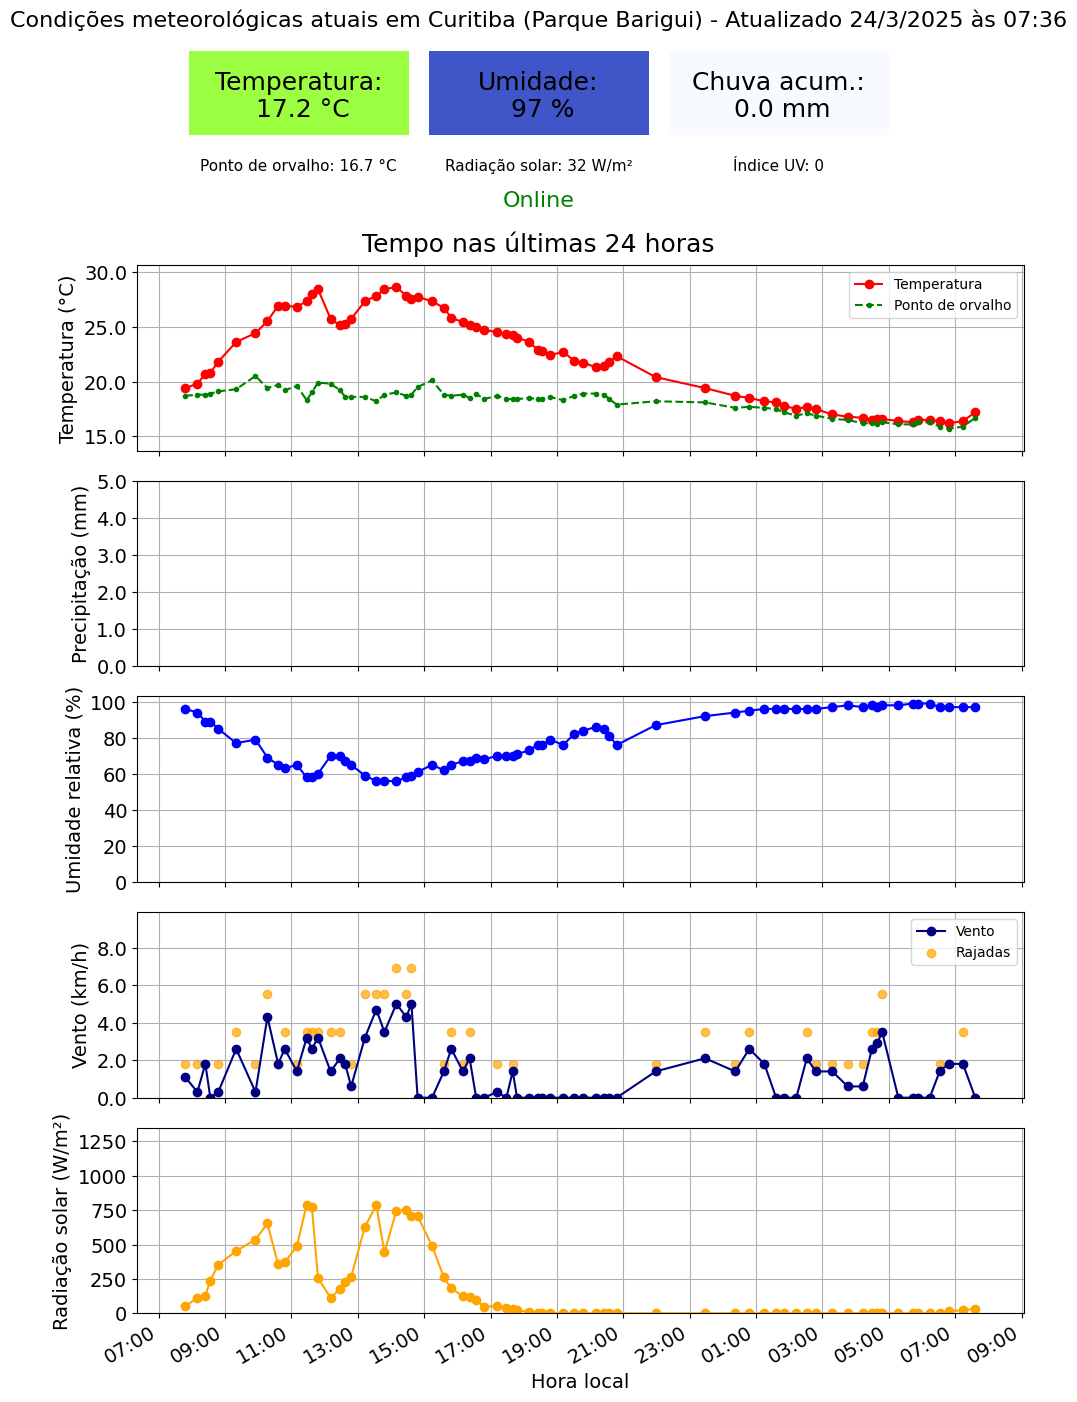 Condições meteorológicas atuais em Curitiba (Parque Barigui) - Atualizado 24/3/2025 às 07:36
Temperatura:
17.2 °C
Umidade:
97 %
Chuva acum.:
0.0 mm
Ponto de orvalho: 16.7 °C
Radiação solar: 32 W/m²
Índice UV: 0
Online
Tempo nas últimas 24 horas
Temperatura (°C)
30.0
25.0
20.0
15.0
Temperatura
Ponto de orvalho
Precipitação (mm)
5.0
4.0
3.0
2.0
1.0
0.0
Umidade relativa (%)
100
80
60
40
20
0
Vento (km/h)
8.0
6.0
4.0
2.0
0.0
Vento
Rajadas
Radiação solar (W/m²)
1250
1000
750
500
250
0
07:00
09:00
11:00
13:00
15:00
17:00
19:00
21:00
23:00
01:00
03:00
05:00
07:00
09:00
Hora local